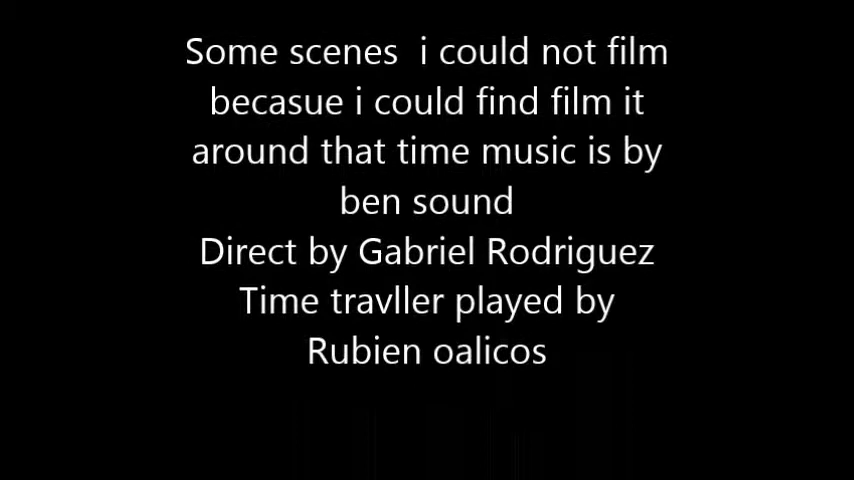 Some scenes  i could not film
becasue i could find film it
around that time music is by
ben sound
Direct by Gabriel Rodriguez
Time travller played by
Rubien oalicos